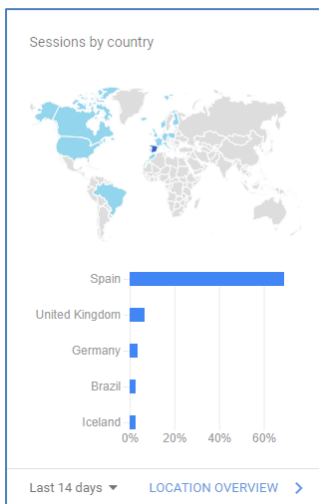 Sessions by country
Spain
United Kingdom
Germany
Brazil
Iceland
0% 20% 40% 60%
Last 14 days LOCATION OVERVIEW